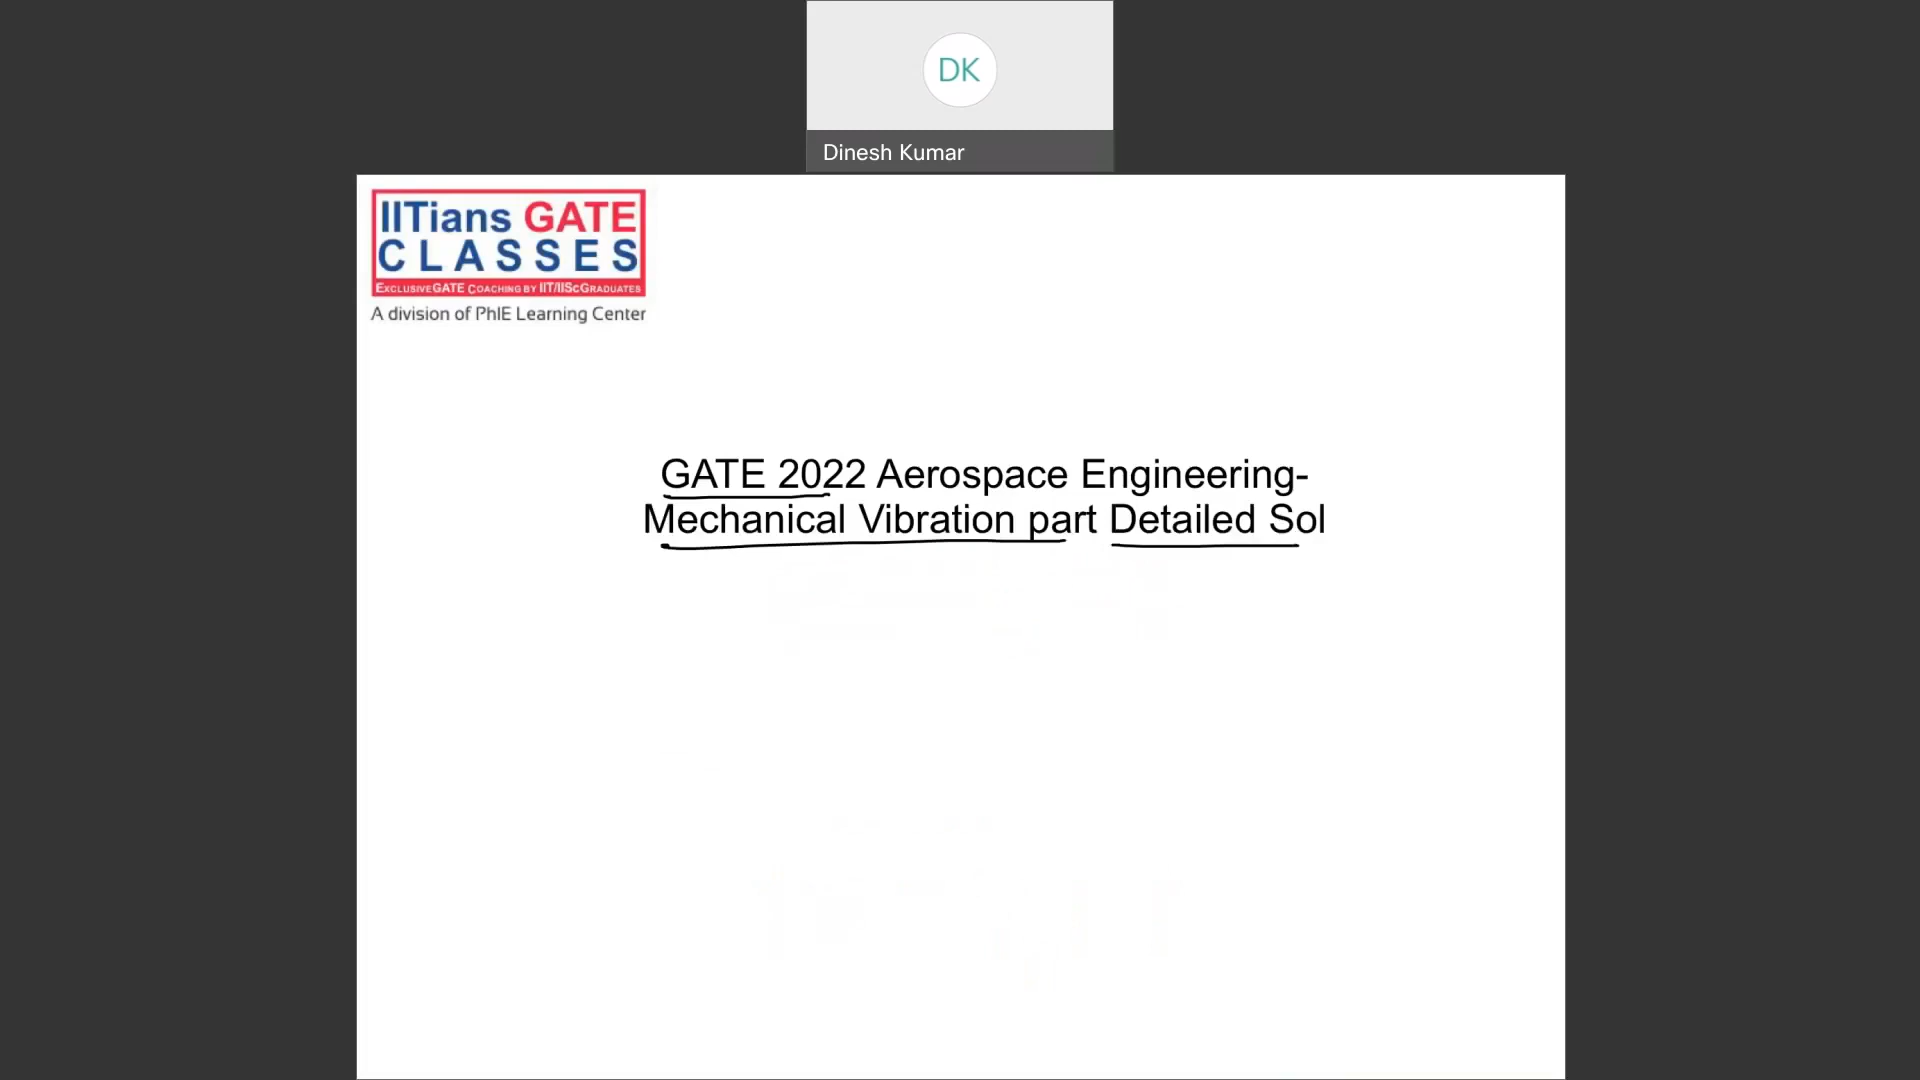 DK
Dinesh Kumar
IITians GATE
CLASSES
EXCLUSIVE GATE COACHING BY IIT/IISc GRADUATES
A division of PhIE Learning Center
GATE 2022 Aerospace Engineering-
Mechanical Vibration part Detailed Sol